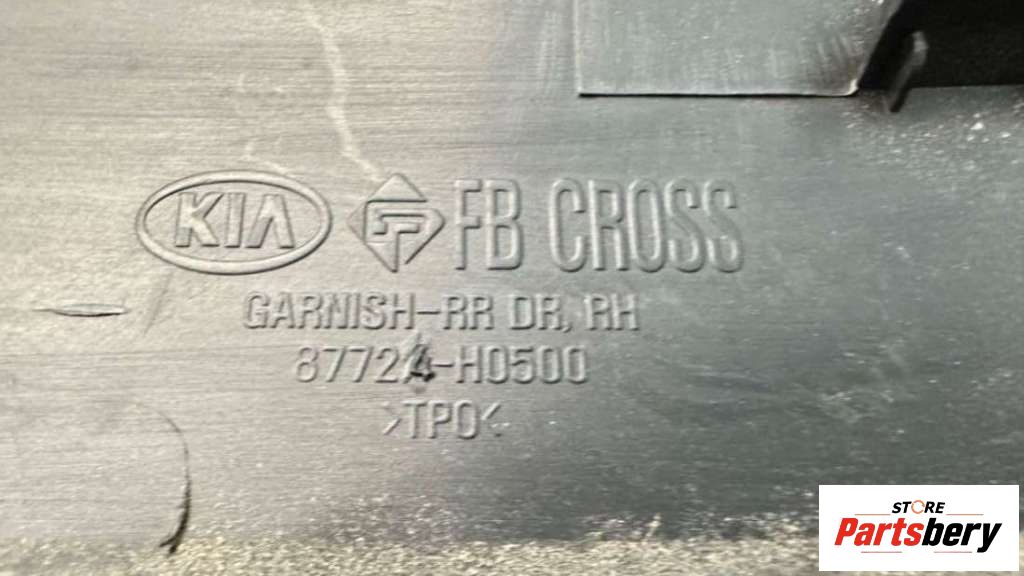 KIA FB CROSS
GARNISH-RR DR, RH
87724-H0500
>TPO<
STORE
Partsbery